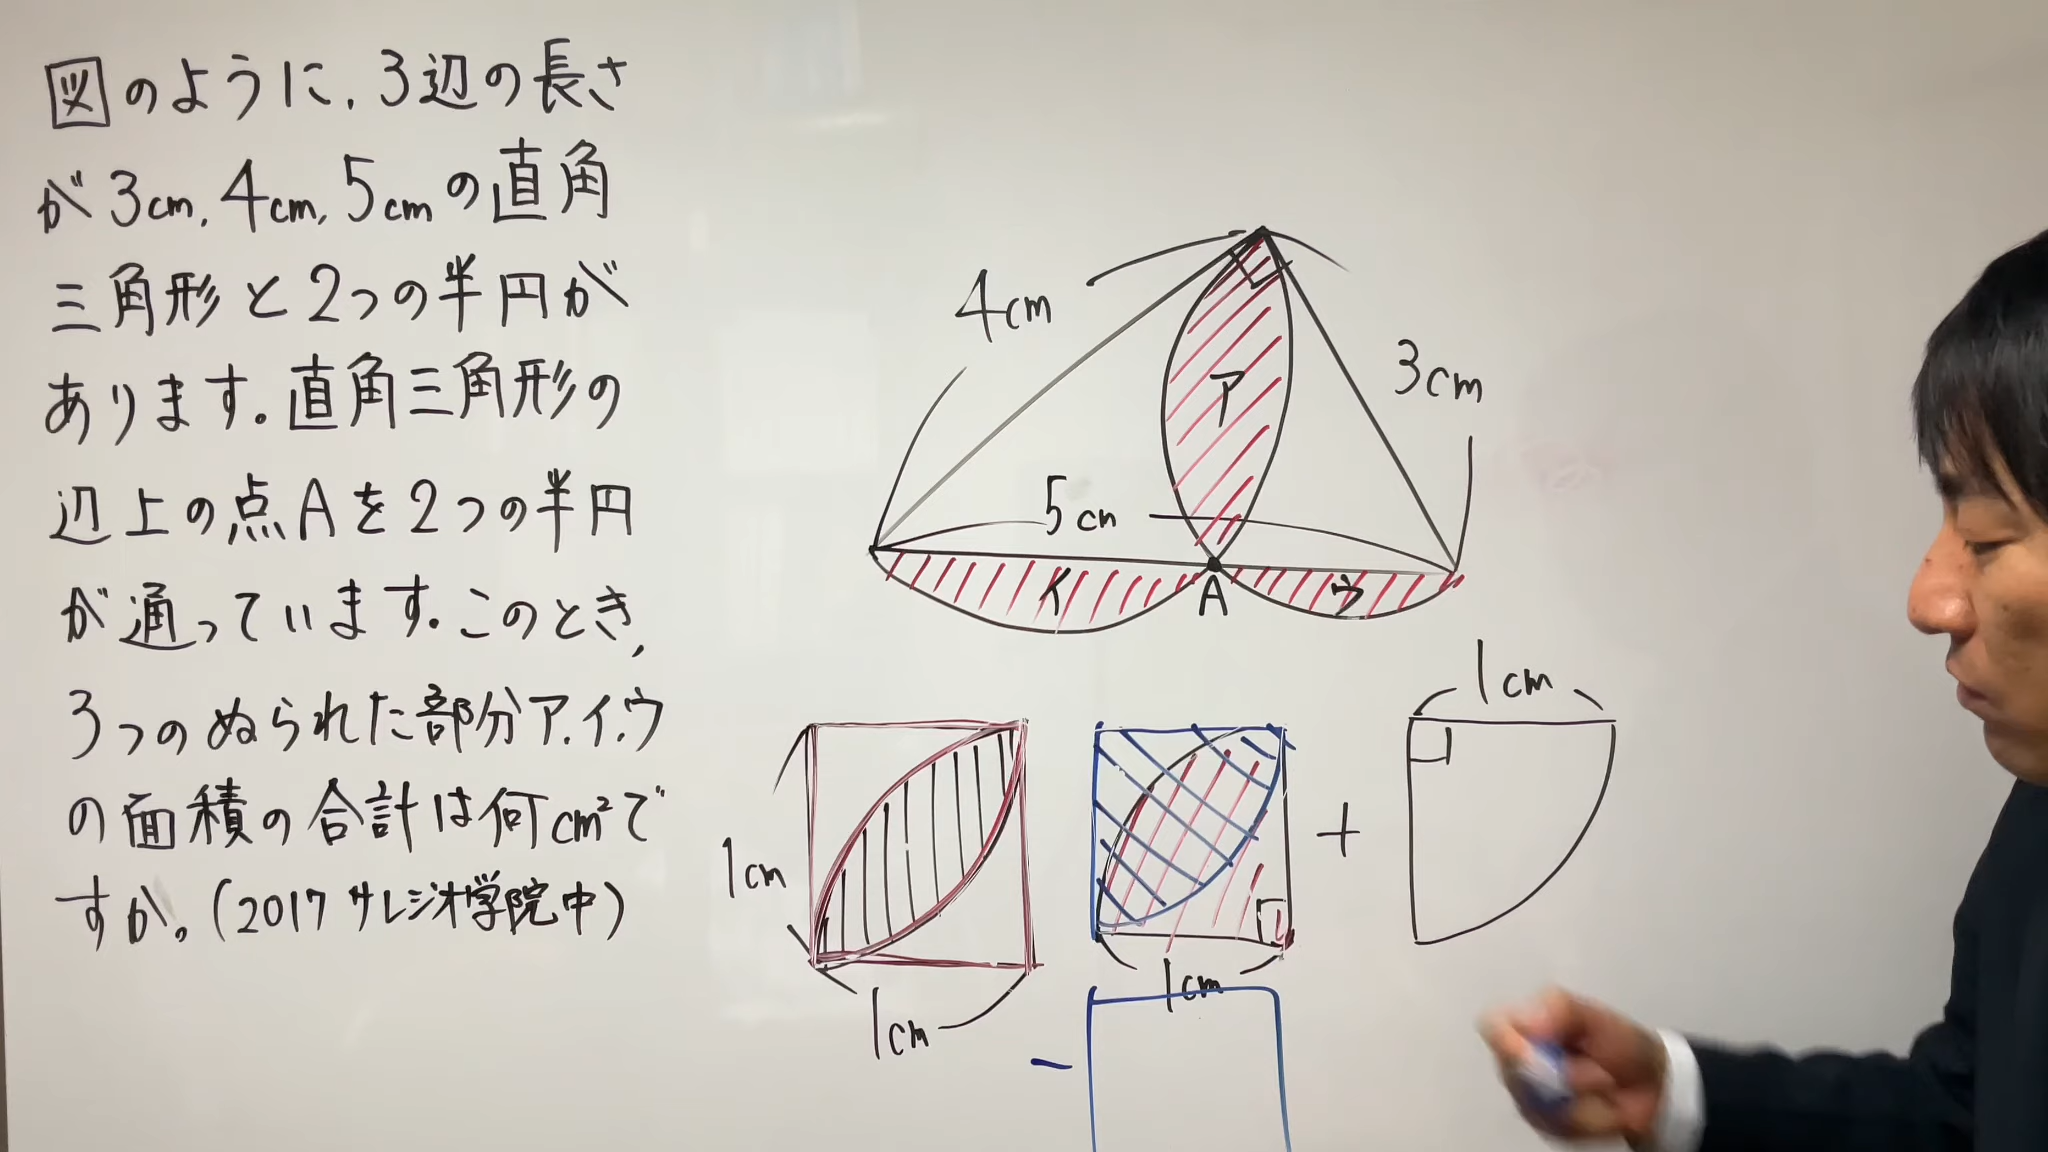 図のように,3辺の長さ
が3cm,4cm,5cmの直角
三角形と2つの半円が
あります。直角三角形の
辺上の点Aを2つの半円
が通っています.このとき,
3つのぬられた部分ア.イ.ウ
の面積の合計は何cm²で
すか。(2017 サレジオ学院中)
4cm
3cm
ア
5cm
イ
A
ウ
1cm
1cm
+
1cm
1cm
-